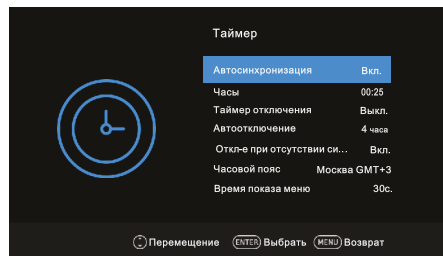 Таймер
Автосинхронизация Вкл.
Часы 00:25
Таймер отключения Выкл.
Автоотключение 4 часа
Откл-е при отсутствии си... Вкл.
Часовой пояс Москва GMT+3
Время показа меню 30с.
Перемещение ENTER Выбрать MENU Возврат